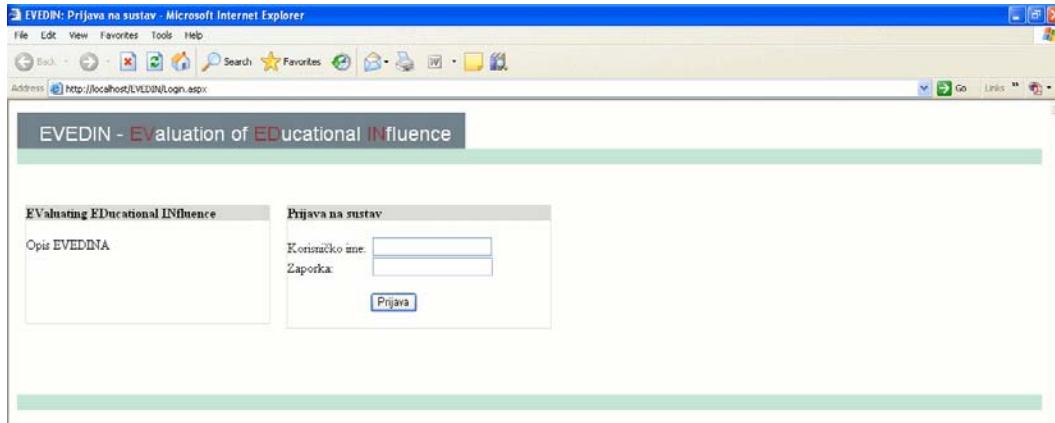 EVEDIN: Prijava na sustav - Microsoft Internet Explorer
File Edit View Favorites Tools Help
Back Search Favorites
Address http://localhost/EVEDIN/Login.aspx Go Links »
EVEDIN - EValuation of EDucational INfluence
EValuating EDucational INfluence
Opis EVEDINA
Prijava na sustav
Korisničko ime:
Zaporka:
Prijava